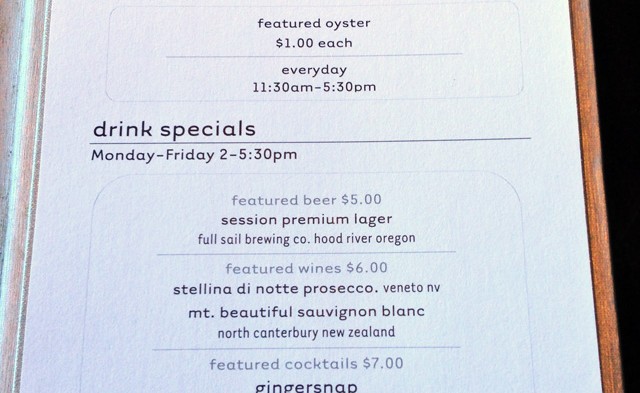 featured oyster
$1.00 each
everyday
11:30am-5:30pm
drink specials
Monday-Friday 2-5:30pm
featured beer $5.00
session premium lager
full sail brewing co. hood river oregon
featured wines $6.00
stellina di notte prosecco. veneto nv
mt. beautiful sauvignon blanc
north canterbury new zealand
featured cocktails $7.00
gingersnap